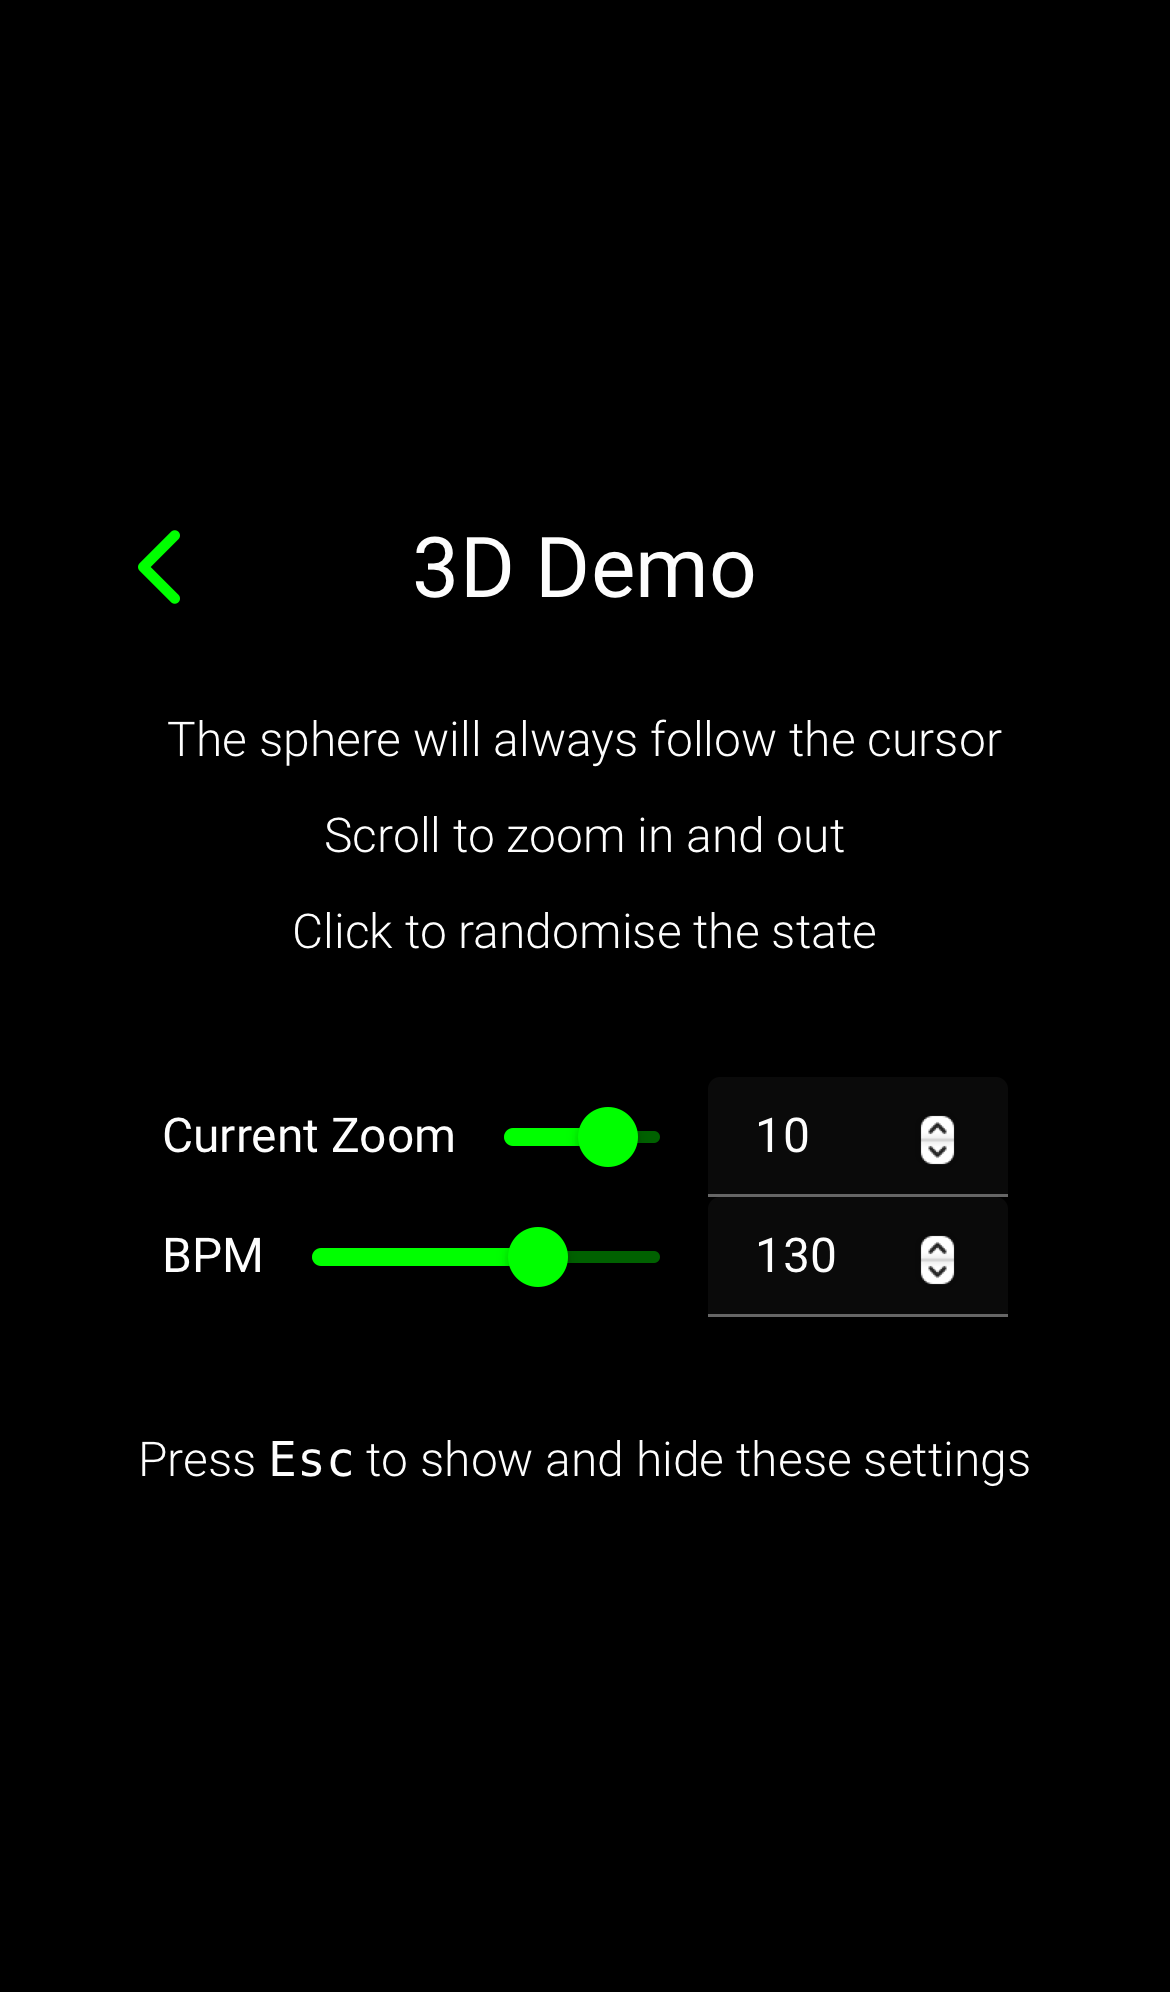 3D Demo
The sphere will always follow the cursor
Scroll to zoom in and out
Click to randomise the state
Current Zoom 10
BPM 130
Press Esc to show and hide these settings